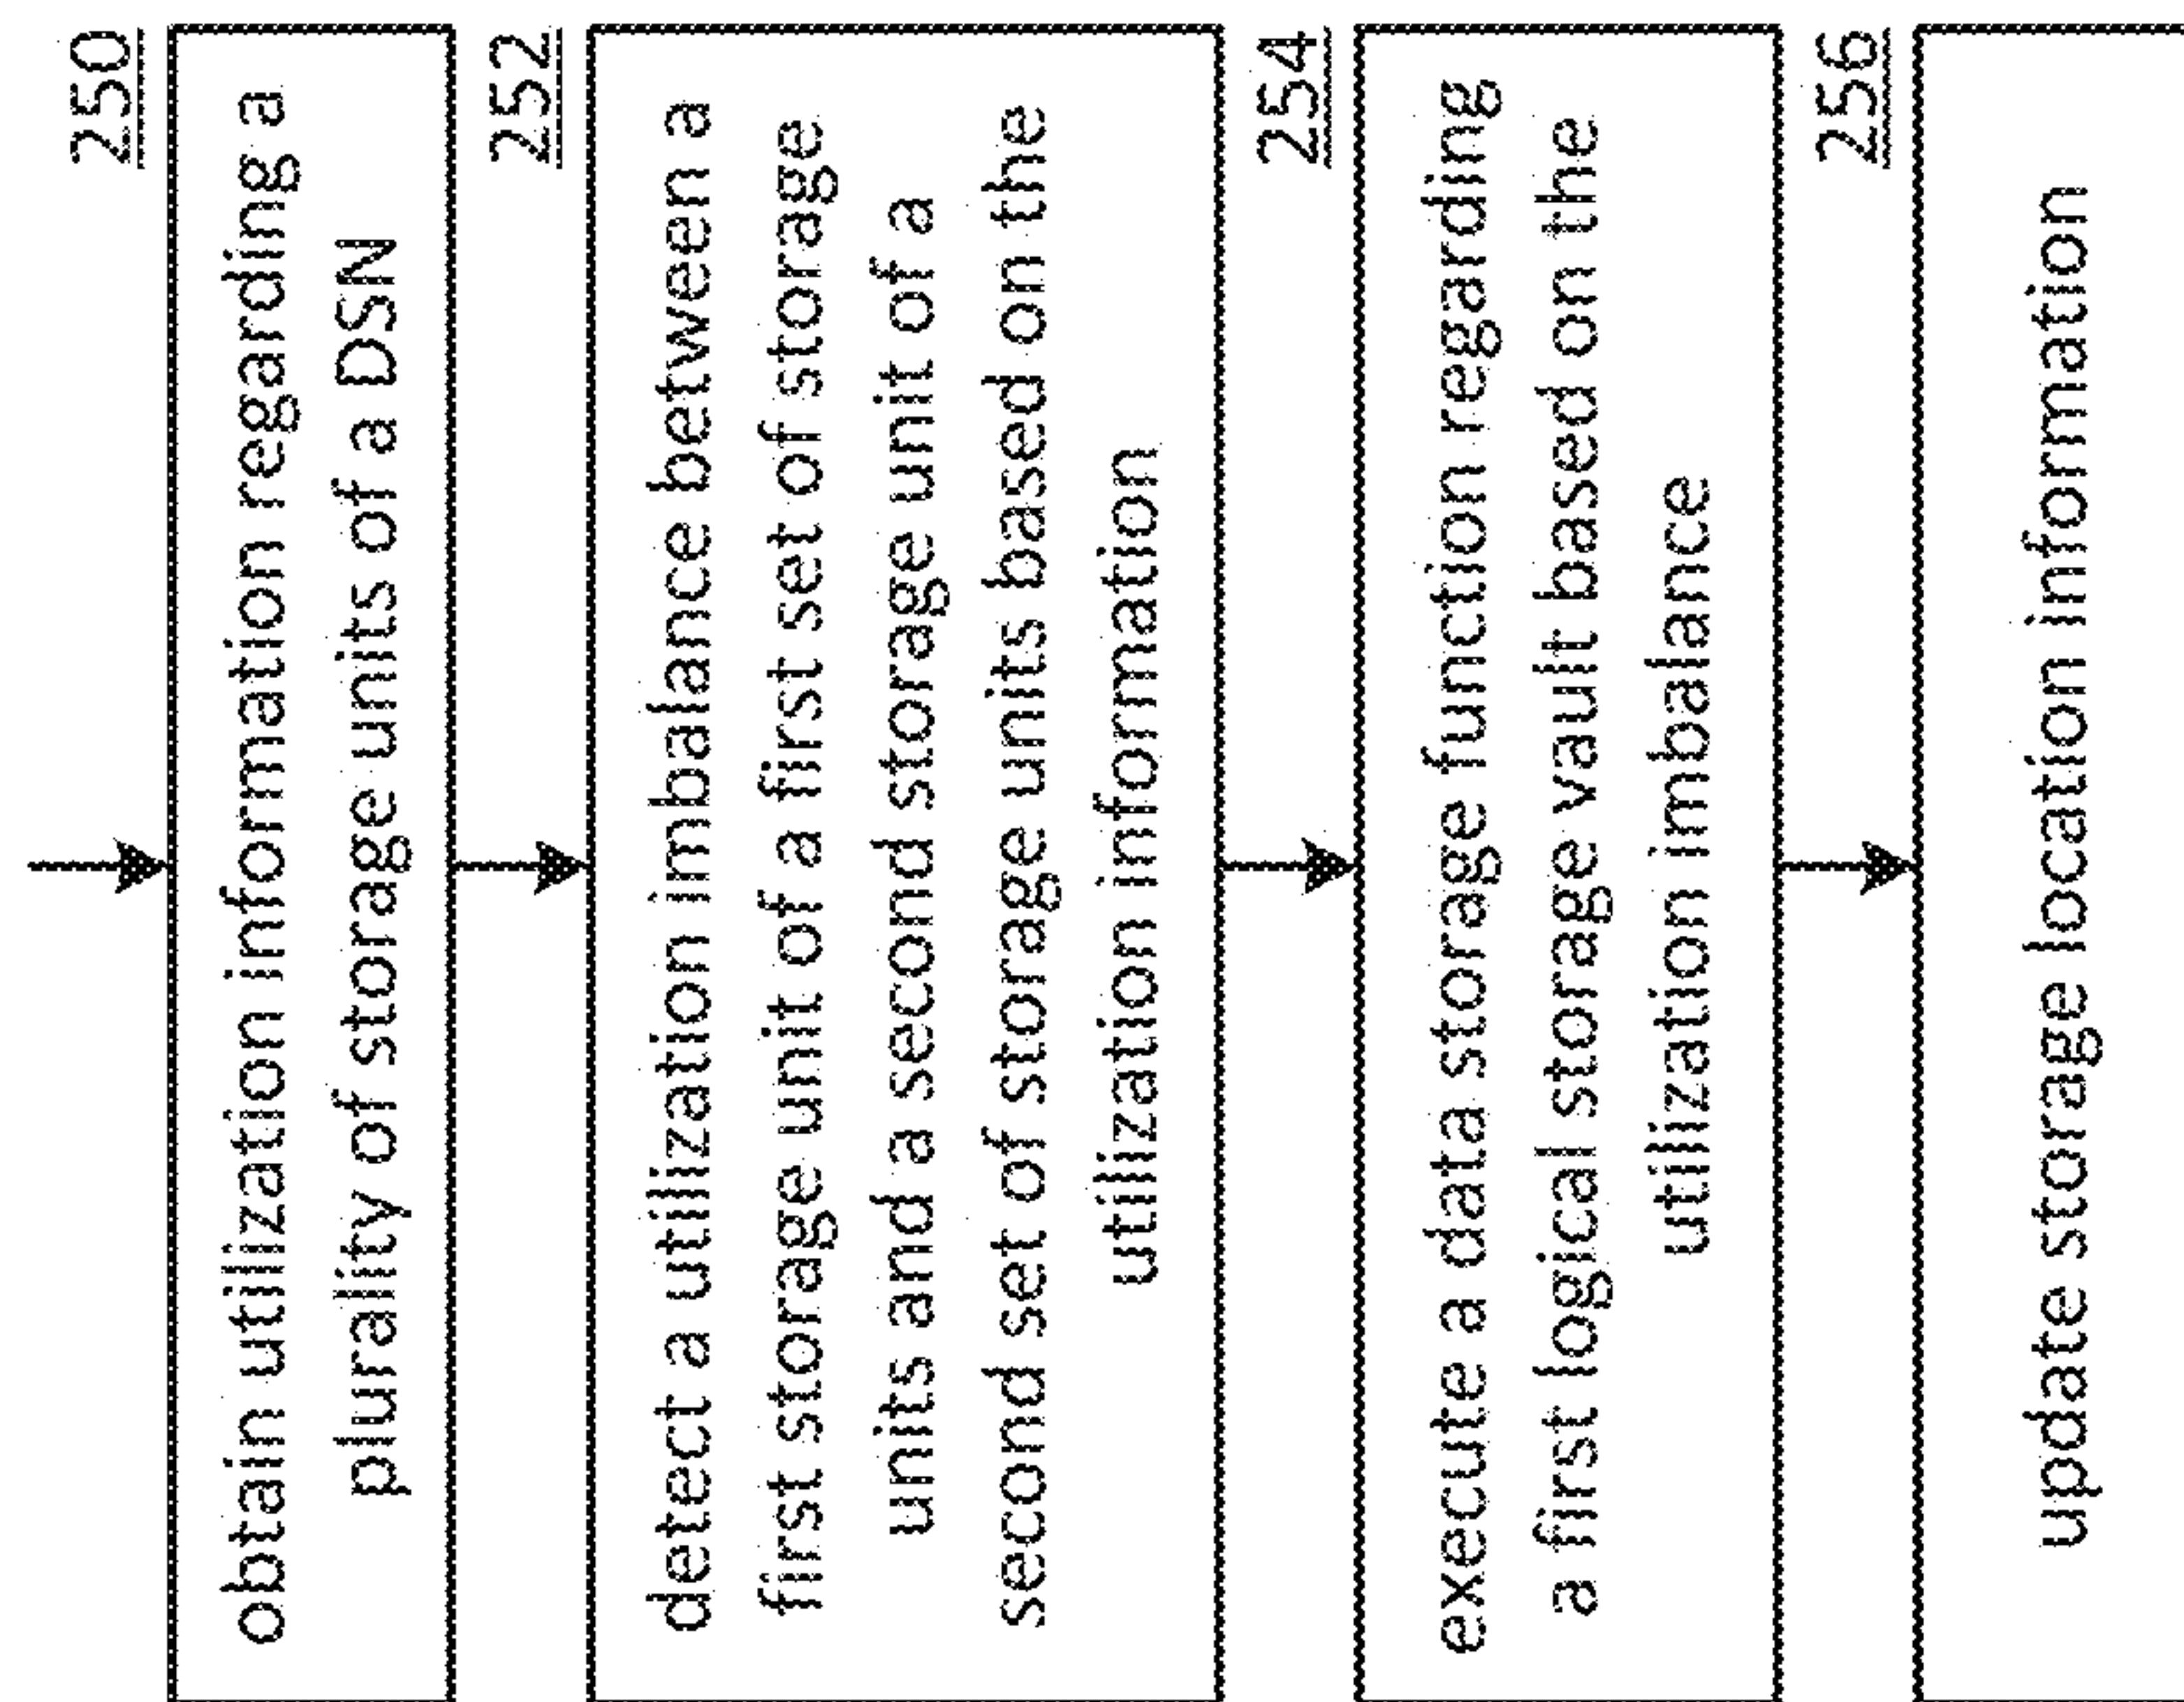 250
obtain utilization information regarding a
plurality of storage units of a DSN
252
detect a utilization imbalance between a
first storage unit of a first set of storage
units and a second storage unit of a
second set of storage units based on the
utilization information
254
execute a data storage function regarding
a first logical storage vault based on the
utilization imbalance
256
update storage location information